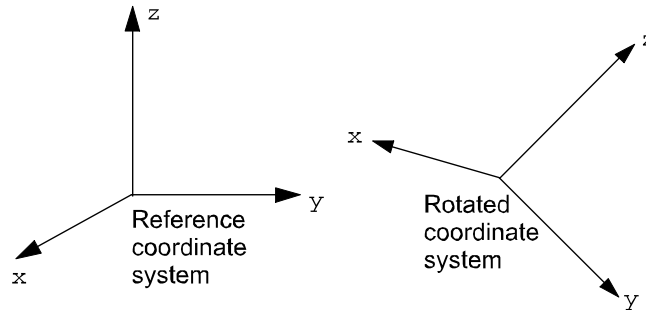 z
y
x
Reference
coordinate
system
z
x
y
Rotated
coordinate
system